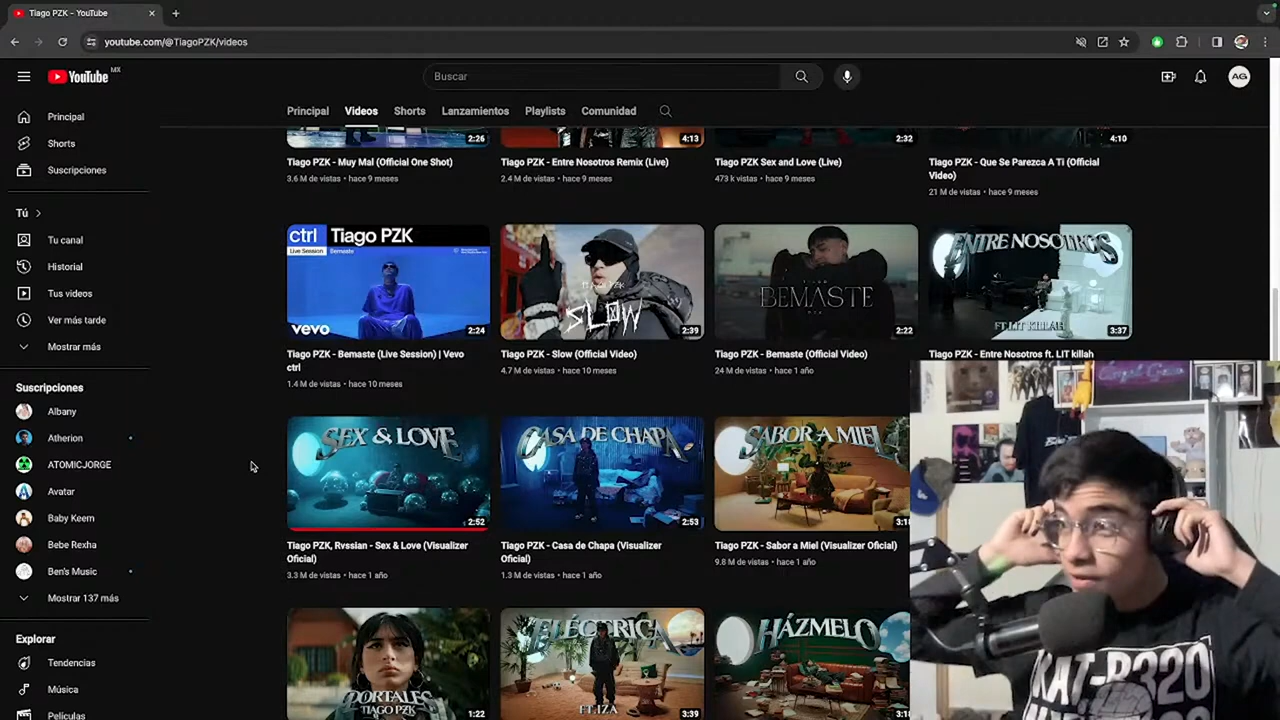 Tiago PZK - YouTube
youtube.com/@TiagoPZK/videos
YouTube MX
Buscar
AG
Principal
Shorts
Suscripciones
Tú
Tu canal
Historial
Tus videos
Ver más tarde
Mostrar más
Suscripciones
Albany
Atherion
ATOMICJORGE
Avatar
Baby Keem
Bebe Rexha
Ben's Music
Mostrar 137 más
Explorar
Tendencias
Música
Películas
Principal Videos Shorts Lanzamientos Playlists Comunidad
2:26
4:13
2:32
4:10
Tiago PZK - Muy Mal (Official One Shot)
3.6 M de vistas • hace 9 meses
Tiago PZK - Entre Nosotros Remix (Live)
2.4 M de vistas • hace 9 meses
Tiago PZK Sex and Love (Live)
473 k vistas • hace 9 meses
Tiago PZK - Que Se Parezca A Ti (Official
Video)
21 M de vistas • hace 9 meses
ctrl Tiago PZK
Live Session Bemaste
vevo
2:24
Tiago PZK - Bemaste (Live Session) | Vevo
ctrl
1.4 M de vistas • hace 10 meses
SLOW
2:39
Tiago PZK - Slow (Official Video)
4.7 M de vistas • hace 10 meses
BEMASTE
2:22
Tiago PZK - Bemaste (Official Video)
24 M de vistas • hace 1 año
ENTRE NOSOTROS
FT. LIT KILLAH
3:37
Tiago PZK - Entre Nosotros ft. LIT killah
SEX & LOVE
2:52
Tiago PZK, Rvssian - Sex & Love (Visualizer
Oficial)
3.3 M de vistas • hace 1 año
CASA DE CHAPA
2:53
Tiago PZK - Casa de Chapa (Visualizer
Oficial)
1.3 M de vistas • hace 1 año
SABOR A MIEL
Tiago PZK - Sabor a Miel (Visualizer Oficial)
9.8 M de vistas • hace 1 año
PORTALES
TIAGO PZK
1:22
ELÉCTRICA
FT. IZA
3:39
HÁZMELO
KAT-R320